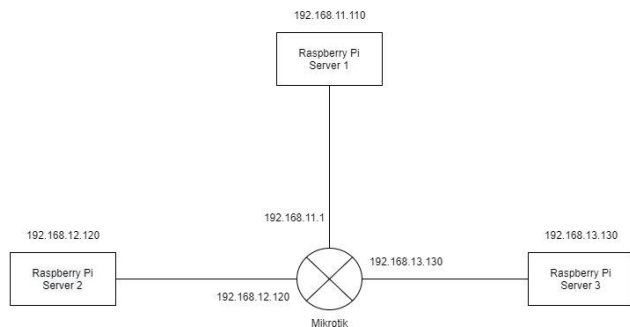 192.168.11.110
Raspberry Pi
Server 1
192.168.11.1
192.168.12.120
Raspberry Pi
Server 2
192.168.12.120
192.168.13.130
Mikrotik
192.168.13.130
Raspberry Pi
Server 3